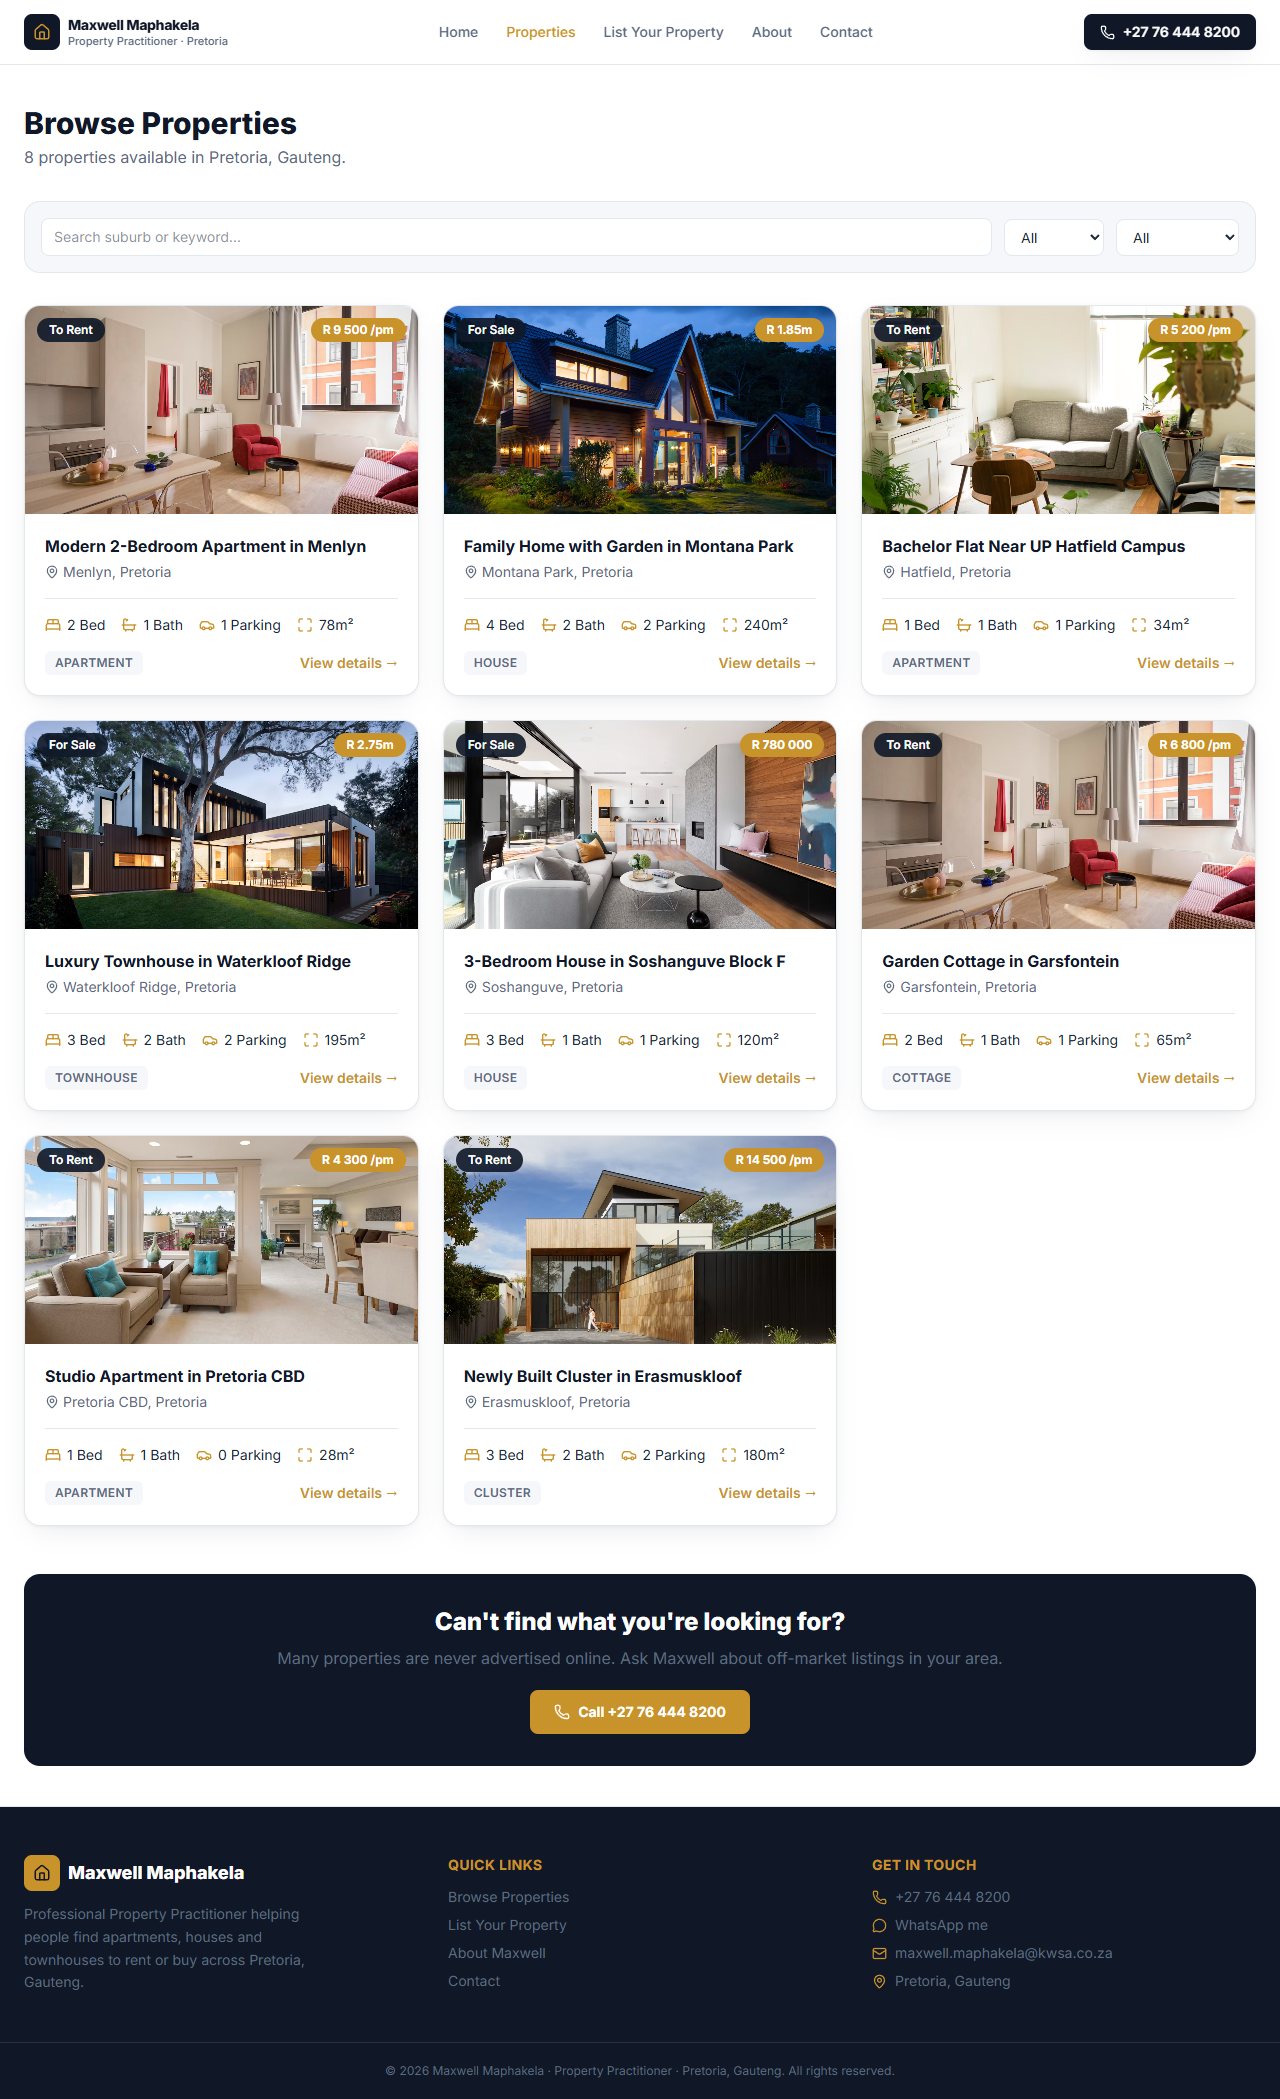 Maxwell Maphakela
Property Practitioner · Pretoria
Home
Properties
List Your Property
About
Contact
+27 76 444 8200
Browse Properties
8 properties available in Pretoria, Gauteng.
Search suburb or keyword...
All
All
To Rent
R 9 500 /pm
Modern 2-Bedroom Apartment in Menlyn
Menlyn, Pretoria
2 Bed
1 Bath
1 Parking
78m²
APARTMENT
View details →
For Sale
R 1.85m
Family Home with Garden in Montana Park
Montana Park, Pretoria
4 Bed
2 Bath
2 Parking
240m²
HOUSE
View details →
To Rent
R 5 200 /pm
Bachelor Flat Near UP Hatfield Campus
Hatfield, Pretoria
1 Bed
1 Bath
1 Parking
34m²
APARTMENT
View details →
For Sale
R 2.75m
Luxury Townhouse in Waterkloof Ridge
Waterkloof Ridge, Pretoria
3 Bed
2 Bath
2 Parking
195m²
TOWNHOUSE
View details →
For Sale
R 780 000
3-Bedroom House in Soshanguve Block F
Soshanguve, Pretoria
3 Bed
1 Bath
1 Parking
120m²
HOUSE
View details →
To Rent
R 6 800 /pm
Garden Cottage in Garsfontein
Garsfontein, Pretoria
2 Bed
1 Bath
1 Parking
65m²
COTTAGE
View details →
To Rent
R 4 300 /pm
Studio Apartment in Pretoria CBD
Pretoria CBD, Pretoria
1 Bed
1 Bath
0 Parking
28m²
APARTMENT
View details →
To Rent
R 14 500 /pm
Newly Built Cluster in Erasmuskloof
Erasmuskloof, Pretoria
3 Bed
2 Bath
2 Parking
180m²
CLUSTER
View details →
Can't find what you're looking for?
Many properties are never advertised online. Ask Maxwell about off-market listings in your area.
Call +27 76 444 8200
Maxwell Maphakela
Professional Property Practitioner helping
people find apartments, houses and
townhouses to rent or buy across Pretoria,
Gauteng.
QUICK LINKS
Browse Properties
List Your Property
About Maxwell
Contact
GET IN TOUCH
+27 76 444 8200
WhatsApp me
maxwell.maphakela@kwsa.co.za
Pretoria, Gauteng
© 2026 Maxwell Maphakela · Property Practitioner · Pretoria, Gauteng. All rights reserved.